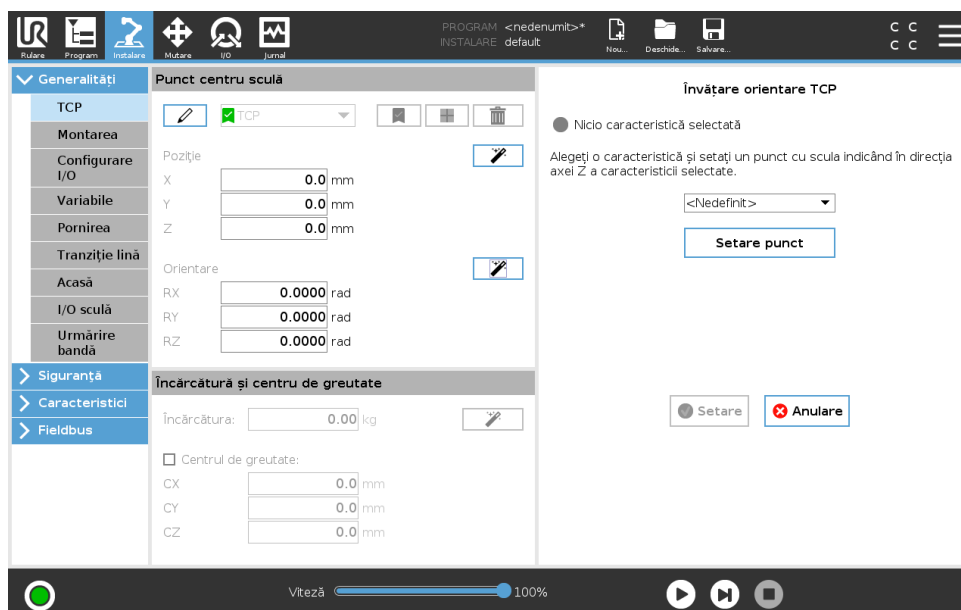 PROGRAM <nedenumit>*
INSTALARE default
Rulare Program Instalare Mutare I/O Jurnal Nou... Deschide... Salvare...
C C
C C
Generalități
TCP
Montarea
Configurare
I/O
Variabile
Pornirea
Tranziție lină
Acasă
I/O sculă
Urmărire
bandă
Siguranță
Caracteristici
Fieldbus
Punct centru sculă
TCP
Poziție
X 0.0 mm
Y 0.0 mm
Z 0.0 mm
Orientare
RX 0.0000 rad
RY 0.0000 rad
RZ 0.0000 rad
Încărcătură și centru de greutate
Încărcătura: 0.00 kg
Centrul de greutate:
CX 0.0 mm
CY 0.0 mm
CZ 0.0 mm
Învățare orientare TCP
Nicio caracteristică selectată
Alegeți o caracteristică și setați un punct cu scula indicând în direcția
axei Z a caracteristicii selectate.
<Nedefinit>
Setare punct
Setare Anulare
Viteză 100%